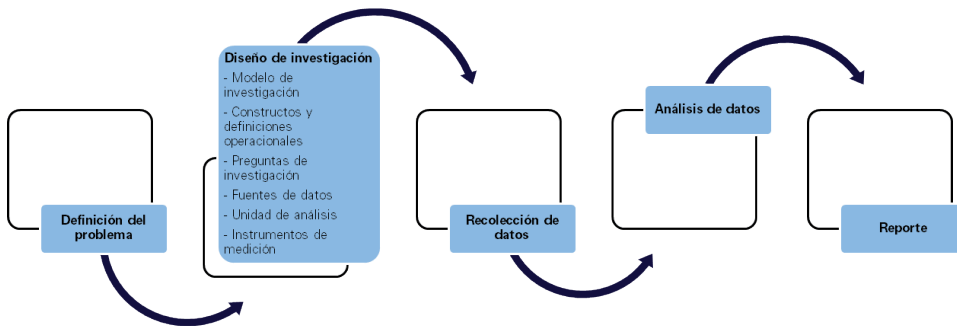 Definición del
problema
Diseño de investigación
- Modelo de
investigación
- Constructos y
definiciones
operacionales
- Preguntas de
investigación
- Fuentes de datos
- Unidad de análisis
- Instrumentos de
medición
Recolección de
datos
Análisis de datos
Reporte